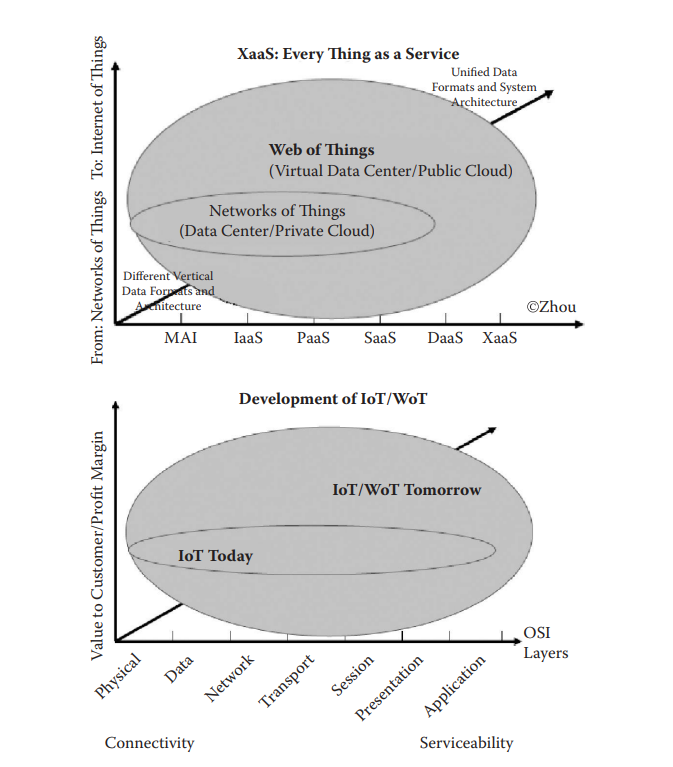 XaaS: Every Thing as a Service
From: Networks of Things To: Internet of Things
Unified Data
Formats and System
Architecture
Web of Things
(Virtual Data Center/Public Cloud)
Networks of Things
(Data Center/Private Cloud)
Different Vertical
Data Formats and
Architecture
©Zhou
MAI IaaS PaaS SaaS DaaS XaaS
Development of IoT/WoT
Value to Customer/Profit Margin
IoT/WoT Tomorrow
IoT Today
OSI
Layers
Physical
Data
Network
Transport
Session
Presentation
Application
Connectivity
Serviceability